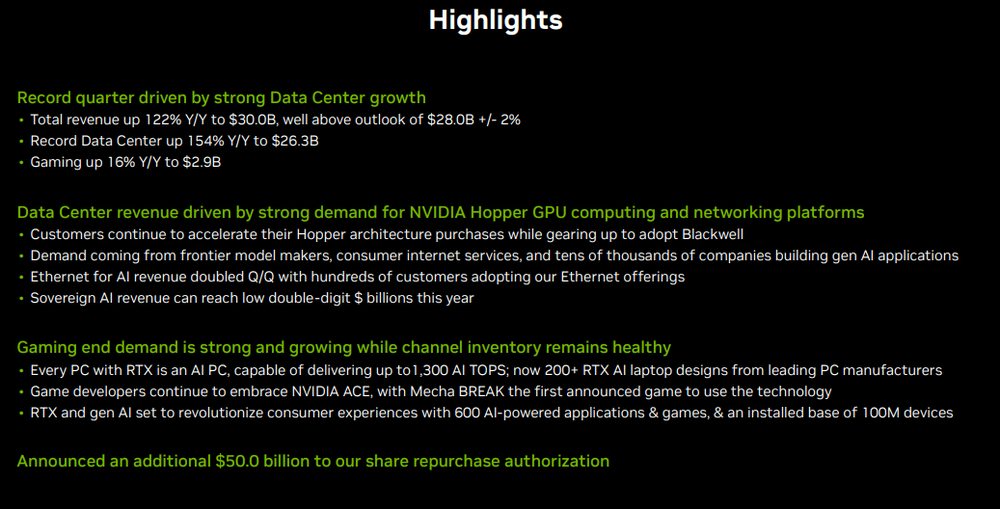 Highlights
Record quarter driven by strong Data Center growth
• Total revenue up 122% Y/Y to $30.0B, well above outlook of $28.0B +/- 2%
• Record Data Center up 154% Y/Y to $26.3B
• Gaming up 16% Y/Y to $2.9B
Data Center revenue driven by strong demand for NVIDIA Hopper GPU computing and networking platforms
• Customers continue to accelerate their Hopper architecture purchases while gearing up to adopt Blackwell
• Demand coming from frontier model makers, consumer internet services, and tens of thousands of companies building gen AI applications
• Ethernet for AI revenue doubled Q/Q with hundreds of customers adopting our Ethernet offerings
• Sovereign AI revenue can reach low double-digit $ billions this year
Gaming end demand is strong and growing while channel inventory remains healthy
• Every PC with RTX is an AI PC, capable of delivering up to1,300 AI TOPS; now 200+ RTX AI laptop designs from leading PC manufacturers
• Game developers continue to embrace NVIDIA ACE, with Mecha BREAK the first announced game to use the technology
• RTX and gen AI set to revolutionize consumer experiences with 600 AI-powered applications & games, & an installed base of 100M devices
Announced an additional $50.0 billion to our share repurchase authorization